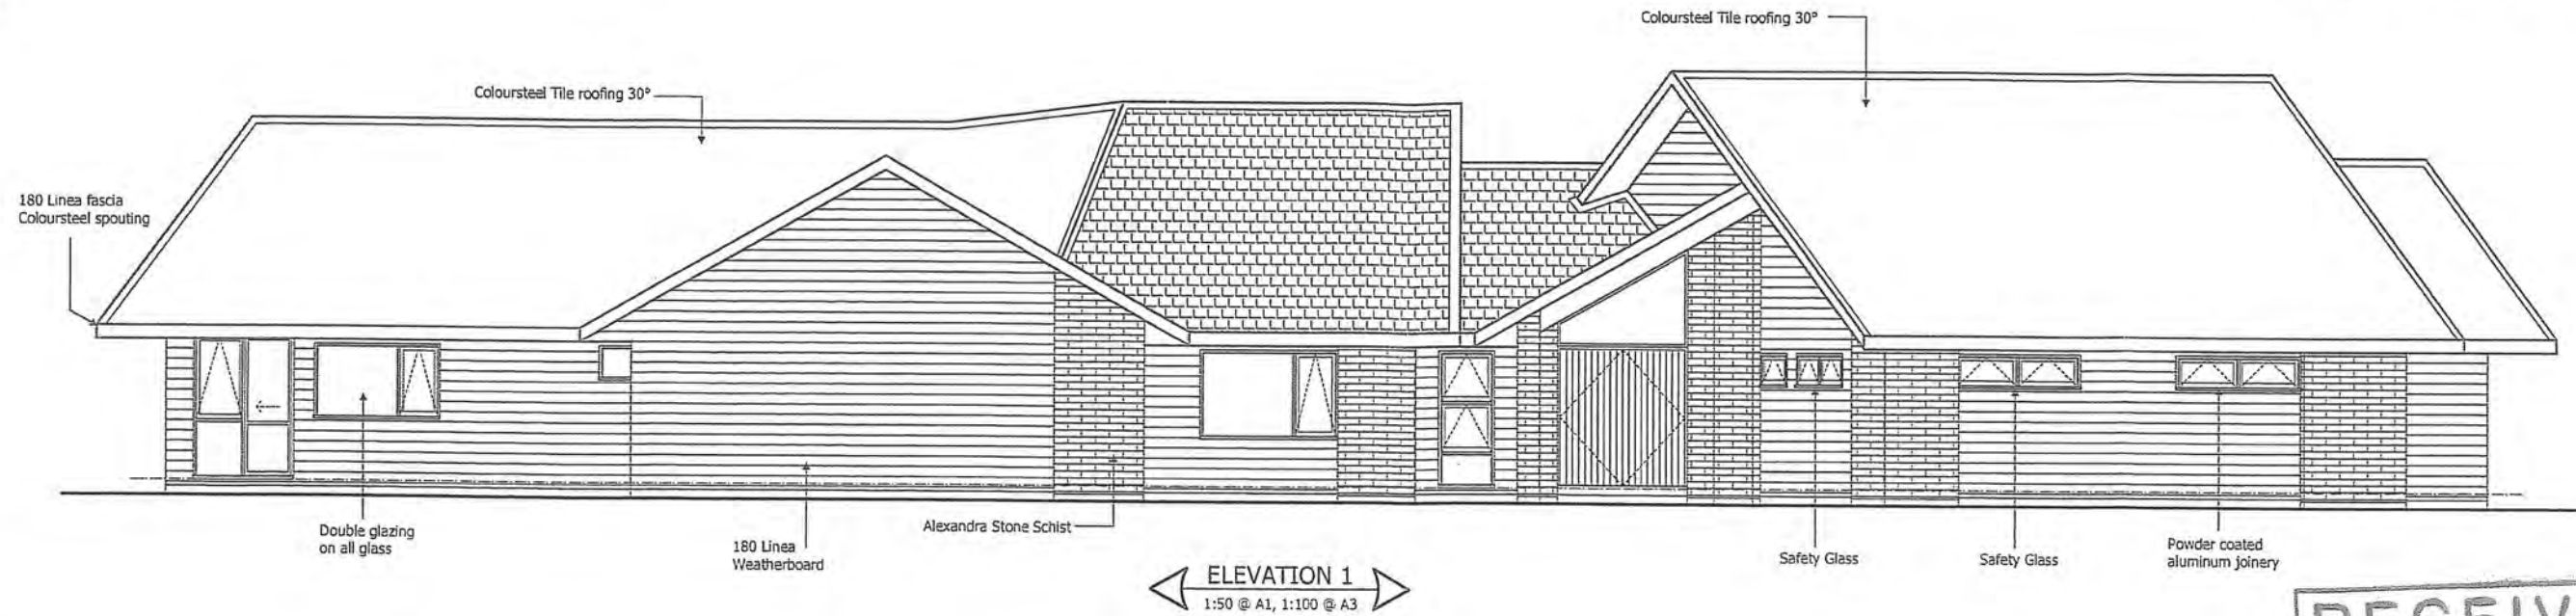 Coloursteel Tile roofing 30°
Coloursteel Tile roofing 30°
180 Linea fascia
Coloursteel spouting
Double glazing
on all glass
180 Linea
Weatherboard
Alexandra Stone Schist
Safety Glass
Safety Glass
Powder coated
aluminum joinery
ELEVATION 1
1:50 @ A1, 1:100 @ A3
RECEIV